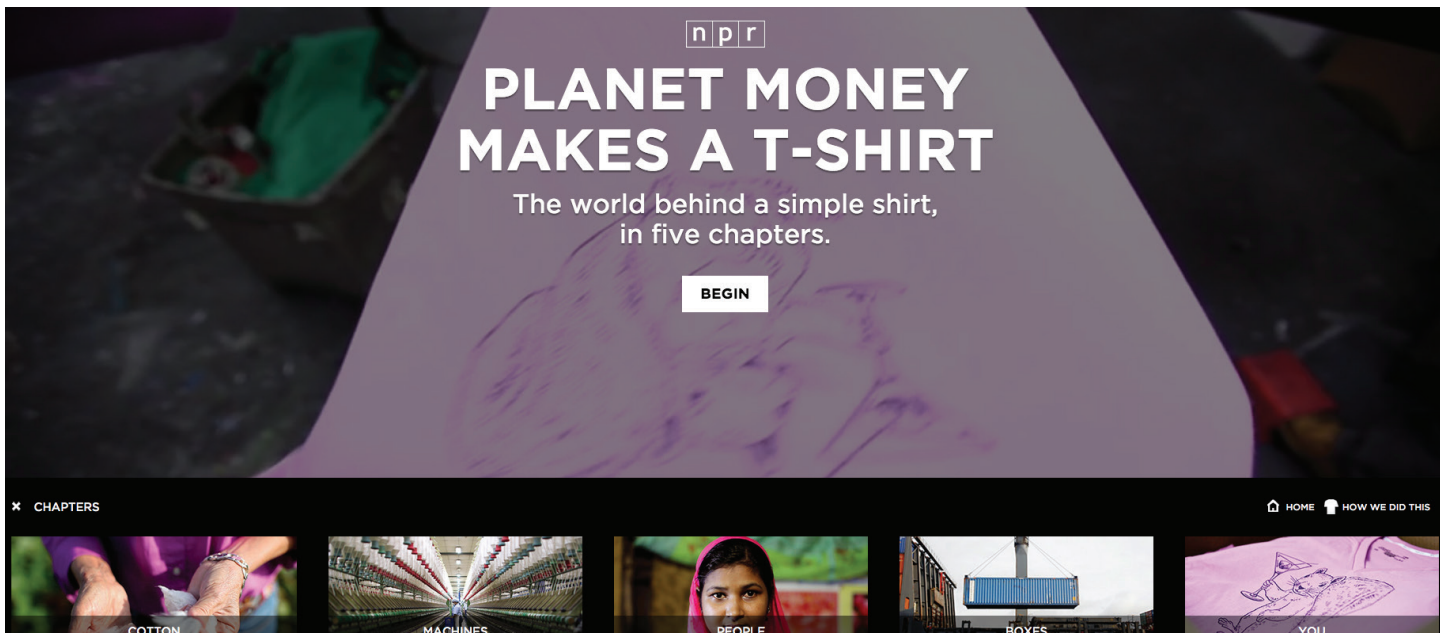 npr
PLANET MONEY
MAKES A T-SHIRT
The world behind a simple shirt,
in five chapters.
BEGIN
× CHAPTERS
HOME
HOW WE DID THIS
COTTON
MACHINES
PEOPLE
BOXES
YOU